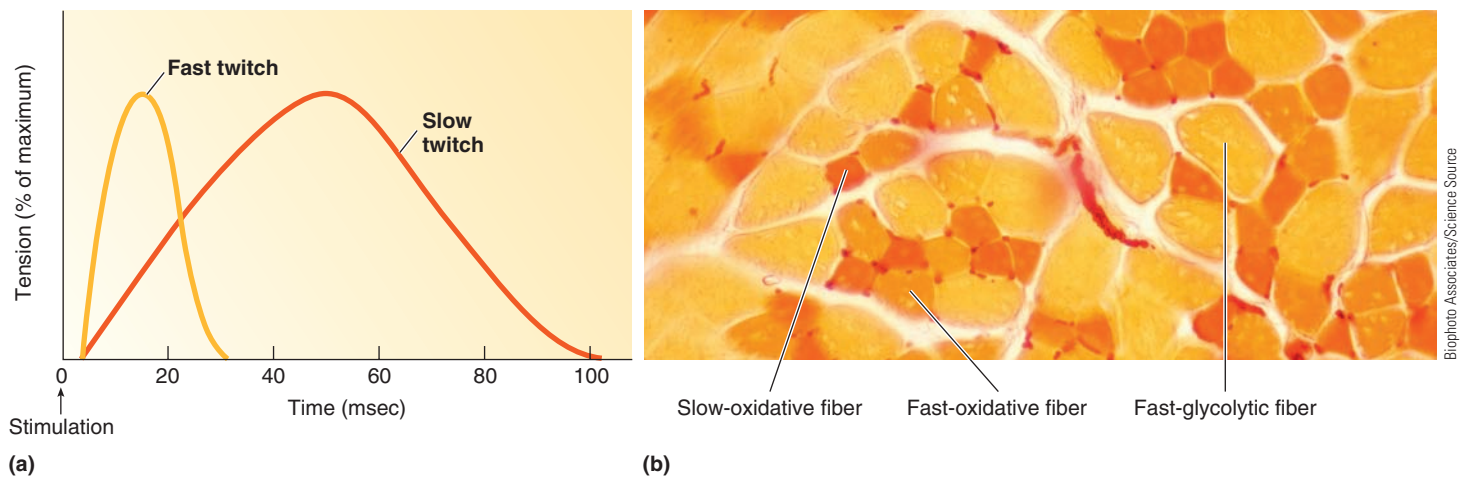 Tension (% of maximum)
Fast twitch
Slow
twitch
0
20
40
60
80
100
Time (msec)
Stimulation
(a)
Slow-oxidative fiber
Fast-oxidative fiber
Fast-glycolytic fiber
(b)
Biophoto Associates/Science Source